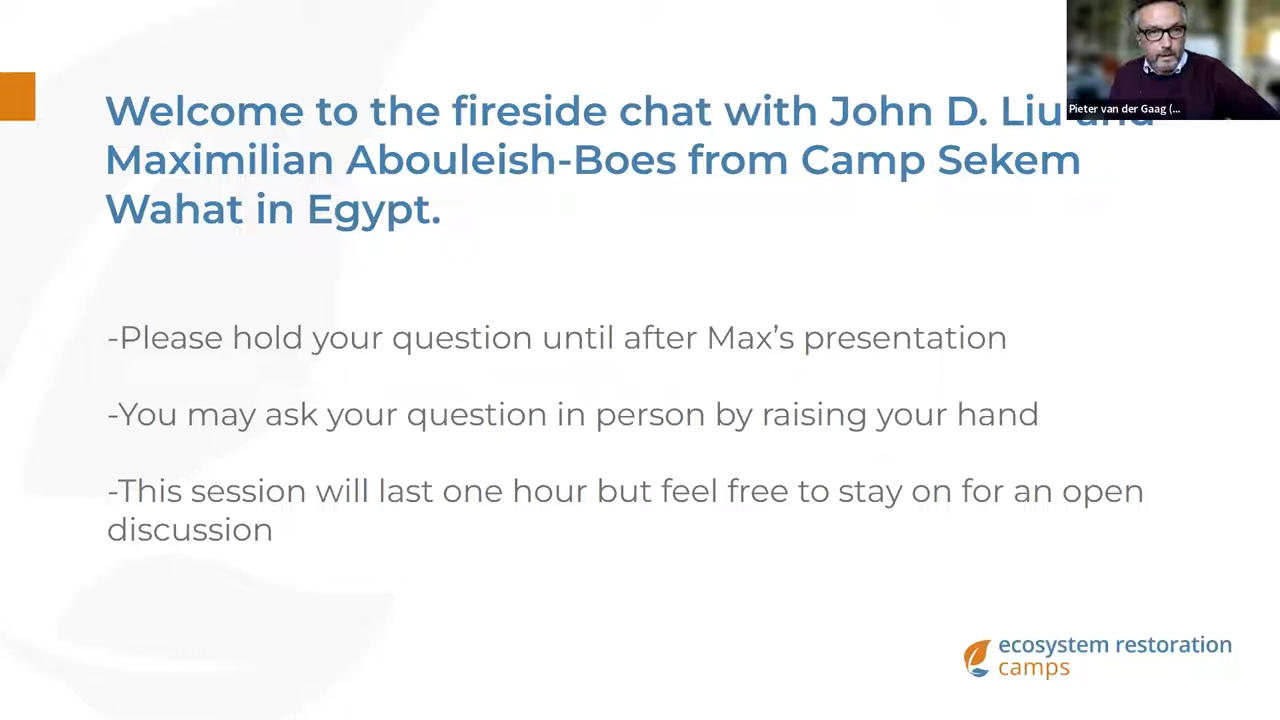 Welcome to the fireside chat with John D. Liu and
Maximilian Abouleish-Boes from Camp Sekem
Wahat in Egypt.
Pieter van der Gaag (...
-Please hold your question until after Max’s presentation
-You may ask your question in person by raising your hand
-This session will last one hour but feel free to stay on for an open
discussion
ecosystem restoration
camps